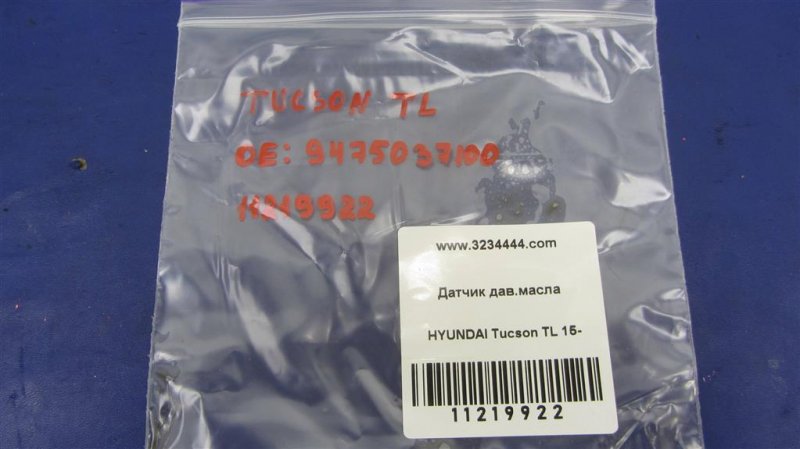 TUCSON TL
OE: 9475037100
11219922
www.3234444.com
Датчик дав.масла
HYUNDAI Tucson TL 15-
11219922